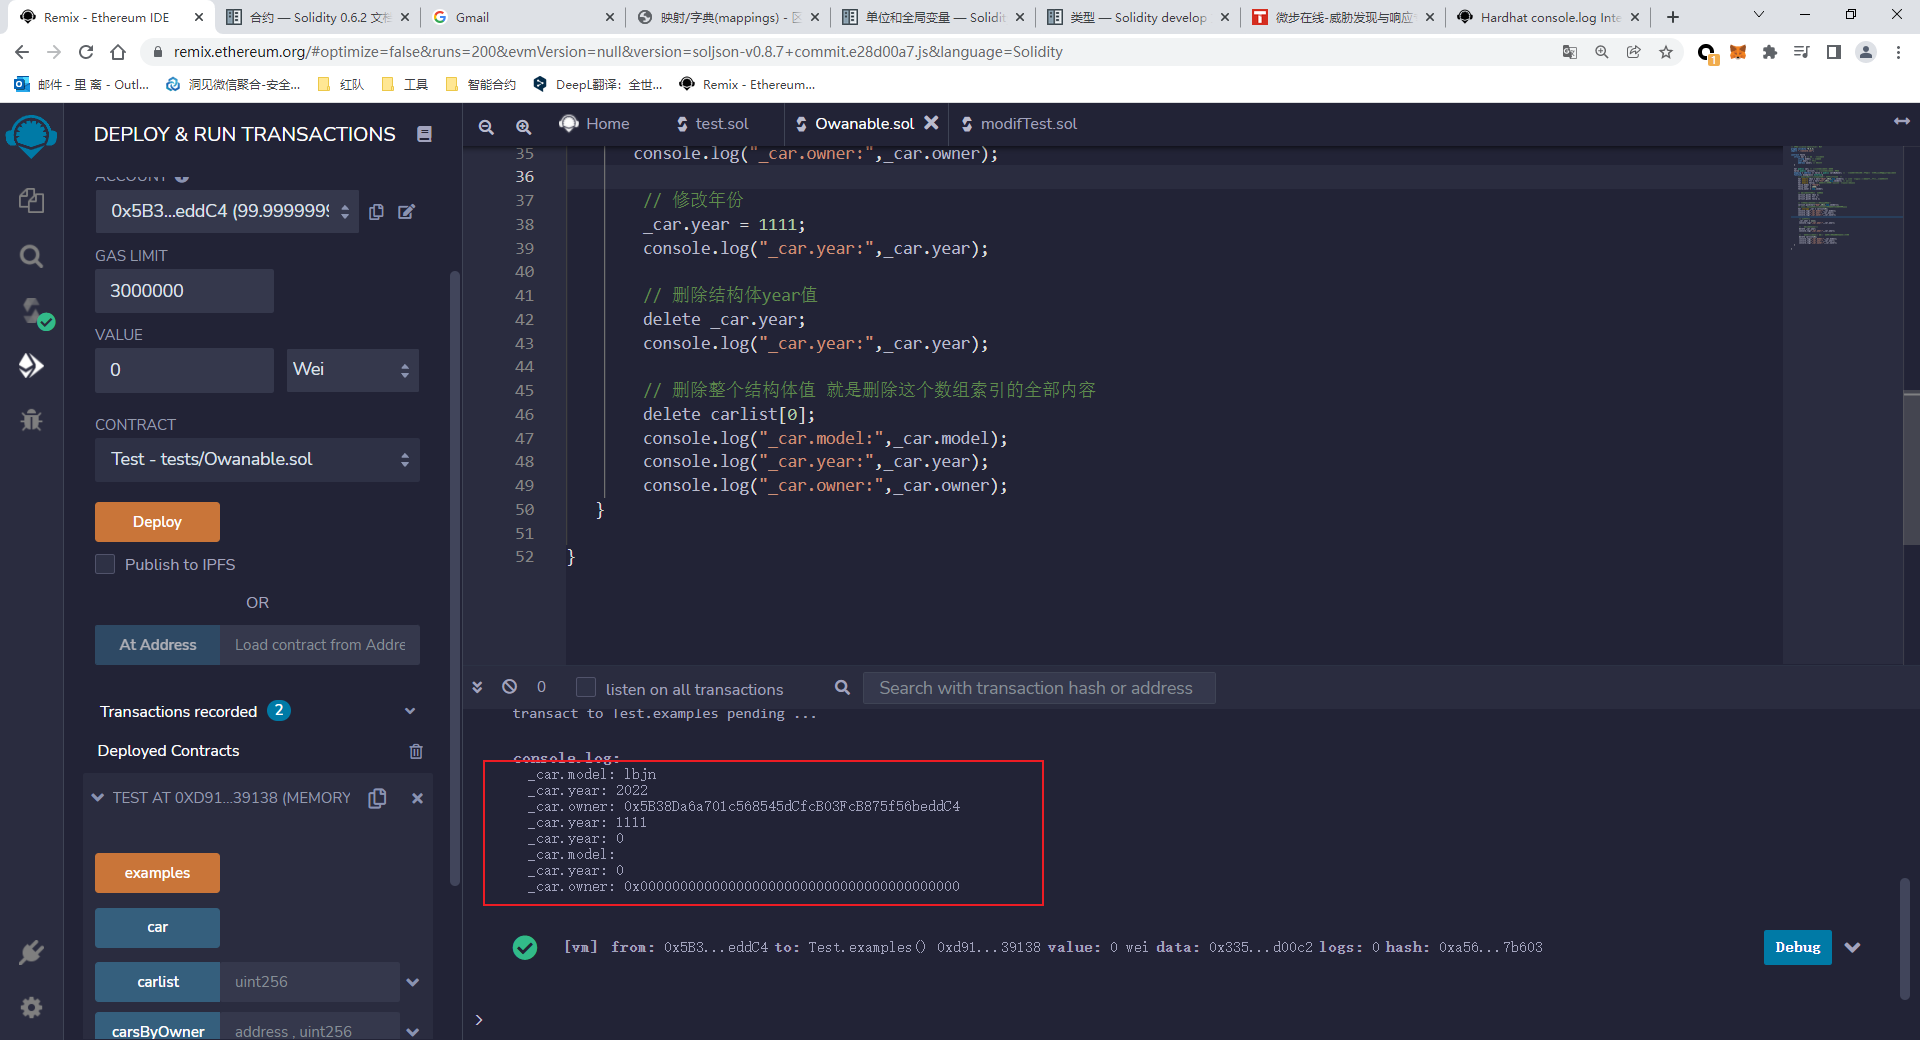 Remix - Ethereum IDE
合约 — Solidity 0.6.2 文档
Gmail
映射/字典(mappings) - 区
单位和全局变量 — Solidit
类型 — Solidity develop
微步在线-威胁发现与响应
Hardhat console.log Inte
remix.ethereum.org/#optimize=false&runs=200&evmVersion=null&version=soljson-v0.8.7+commit.e28d00a7.js&language=Solidity
1
邮件 - 里 离 - Outl...
洞见微信聚合-安全...
红队
工具
智能合约
DeepL翻译：全世...
Remix - Ethereum...
DEPLOY & RUN TRANSACTIONS
Home
test.sol
Owanable.sol
modifTest.sol
ACCOUNT
0x5B3...eddC4 (99.9999999
GAS LIMIT
3000000
VALUE
0
Wei
CONTRACT
Test - tests/Owanable.sol
Deploy
Publish to IPFS
OR
At Address
Load contract from Addre
Transactions recorded 2
Deployed Contracts
TEST AT 0XD91...39138 (MEMORY
examples
car
carlist
uint256
carsByOwner
address , uint256
35 console.log("_car.owner:",_car.owner);
36
37 // 修改年份
38 _car.year = 1111;
39 console.log("_car.year:",_car.year);
40
41 // 删除结构体year值
42 delete _car.year;
43 console.log("_car.year:",_car.year);
44
45 // 删除整个结构体值 就是删除这个数组索引的全部内容
46 delete carlist[0];
47 console.log("_car.model:",_car.model);
48 console.log("_car.year:",_car.year);
49 console.log("_car.owner:",_car.owner);
50 }
51
52 }
0
listen on all transactions
Search with transaction hash or address
transact to Test.examples pending ...
console.log:
_car.model: lbjn
_car.year: 2022
_car.owner: 0x5B38Da6a701c568545dCfcB03FcB875f56beddC4
_car.year: 1111
_car.year: 0
_car.model:
_car.year: 0
_car.owner: 0x0000000000000000000000000000000000000000
[vm] from: 0x5B3...eddC4 to: Test.examples() 0xd91...39138 value: 0 wei data: 0x335...d00c2 logs: 0 hash: 0xa56...7b603
Debug
>